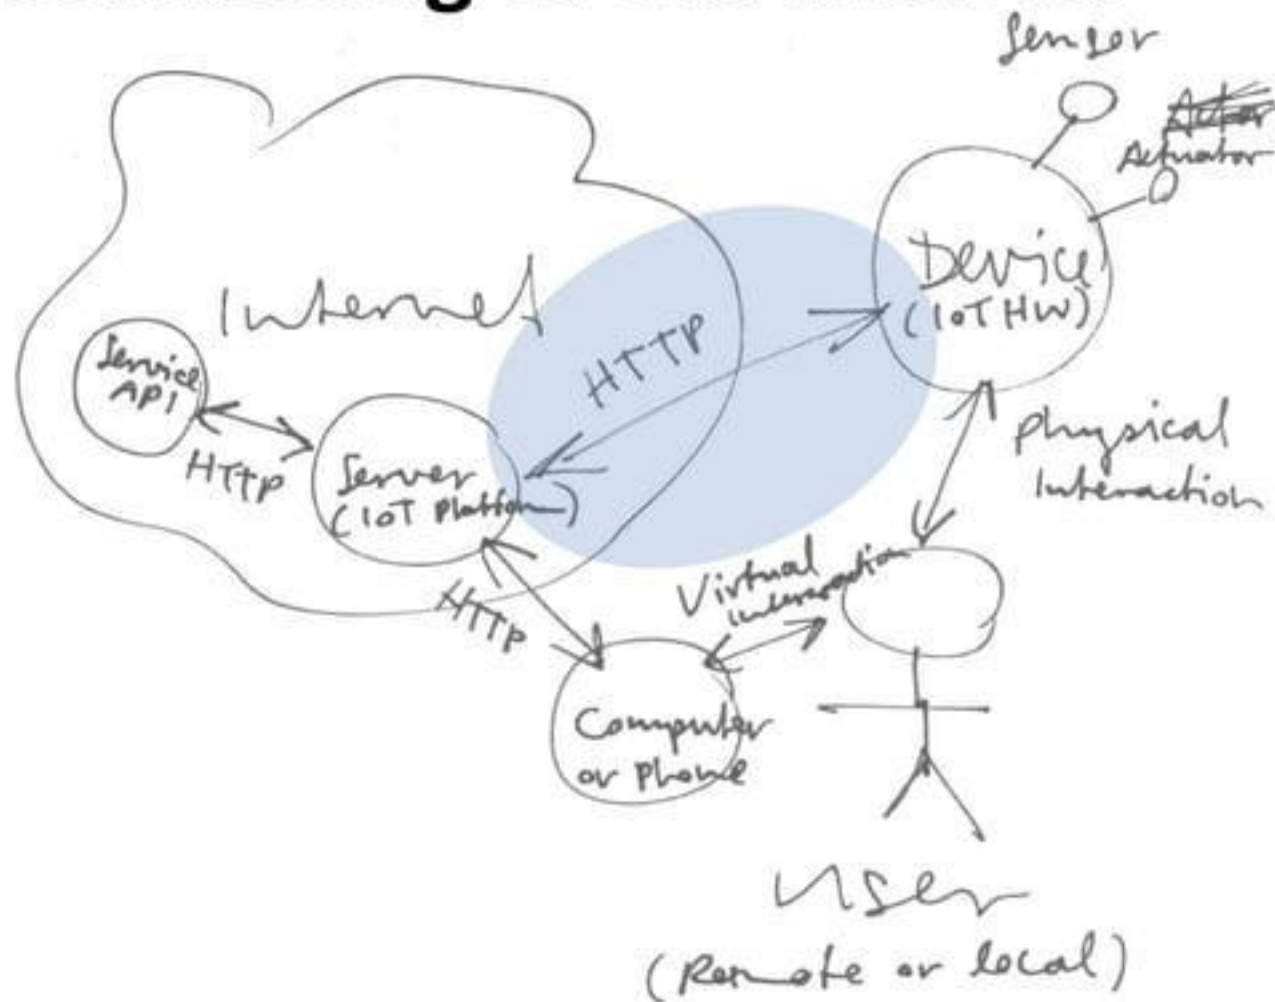 Sensor
Actuator
Internet
Device
(IoT HW)
HTTP
Service
API
HTTP
Server
(IoT Platform)
Physical
Interaction
Virtual
interaction
HTTP
Computer
or phone
User
(Remote or local)